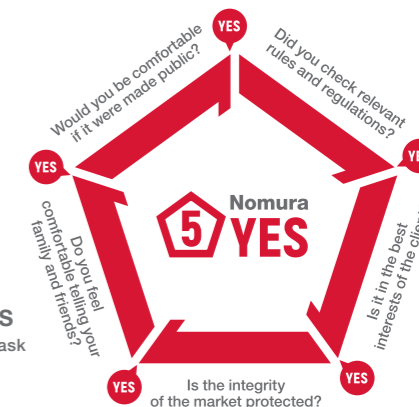 YES
Would you be comfortable
if it were made public?
Did you check relevant
rules and regulations?
YES
YE
5
Nomura
YES
Do you feel
comfortable telling your
family and friends?
Is it in the best
interests of the client
S
ask
YES
Is the integrity
of the market protected?
YES